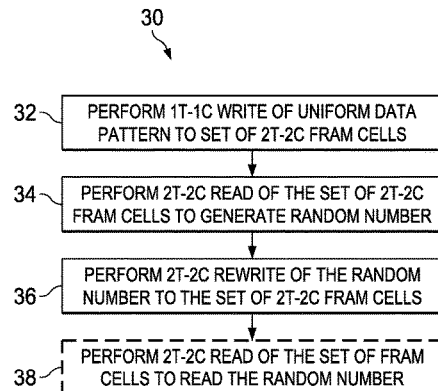 30
32
PERFORM 1T-1C WRITE OF UNIFORM DATA
PATTERN TO SET OF 2T-2C FRAM CELLS
34
PERFORM 2T-2C READ OF THE SET OF 2T-2C
FRAM CELLS TO GENERATE RANDOM NUMBER
36
PERFORM 2T-2C REWRITE OF THE RANDOM
NUMBER TO THE SET OF 2T-2C FRAM CELLS
38
PERFORM 2T-2C READ OF THE SET OF FRAM
CELLS TO READ THE RANDOM NUMBER